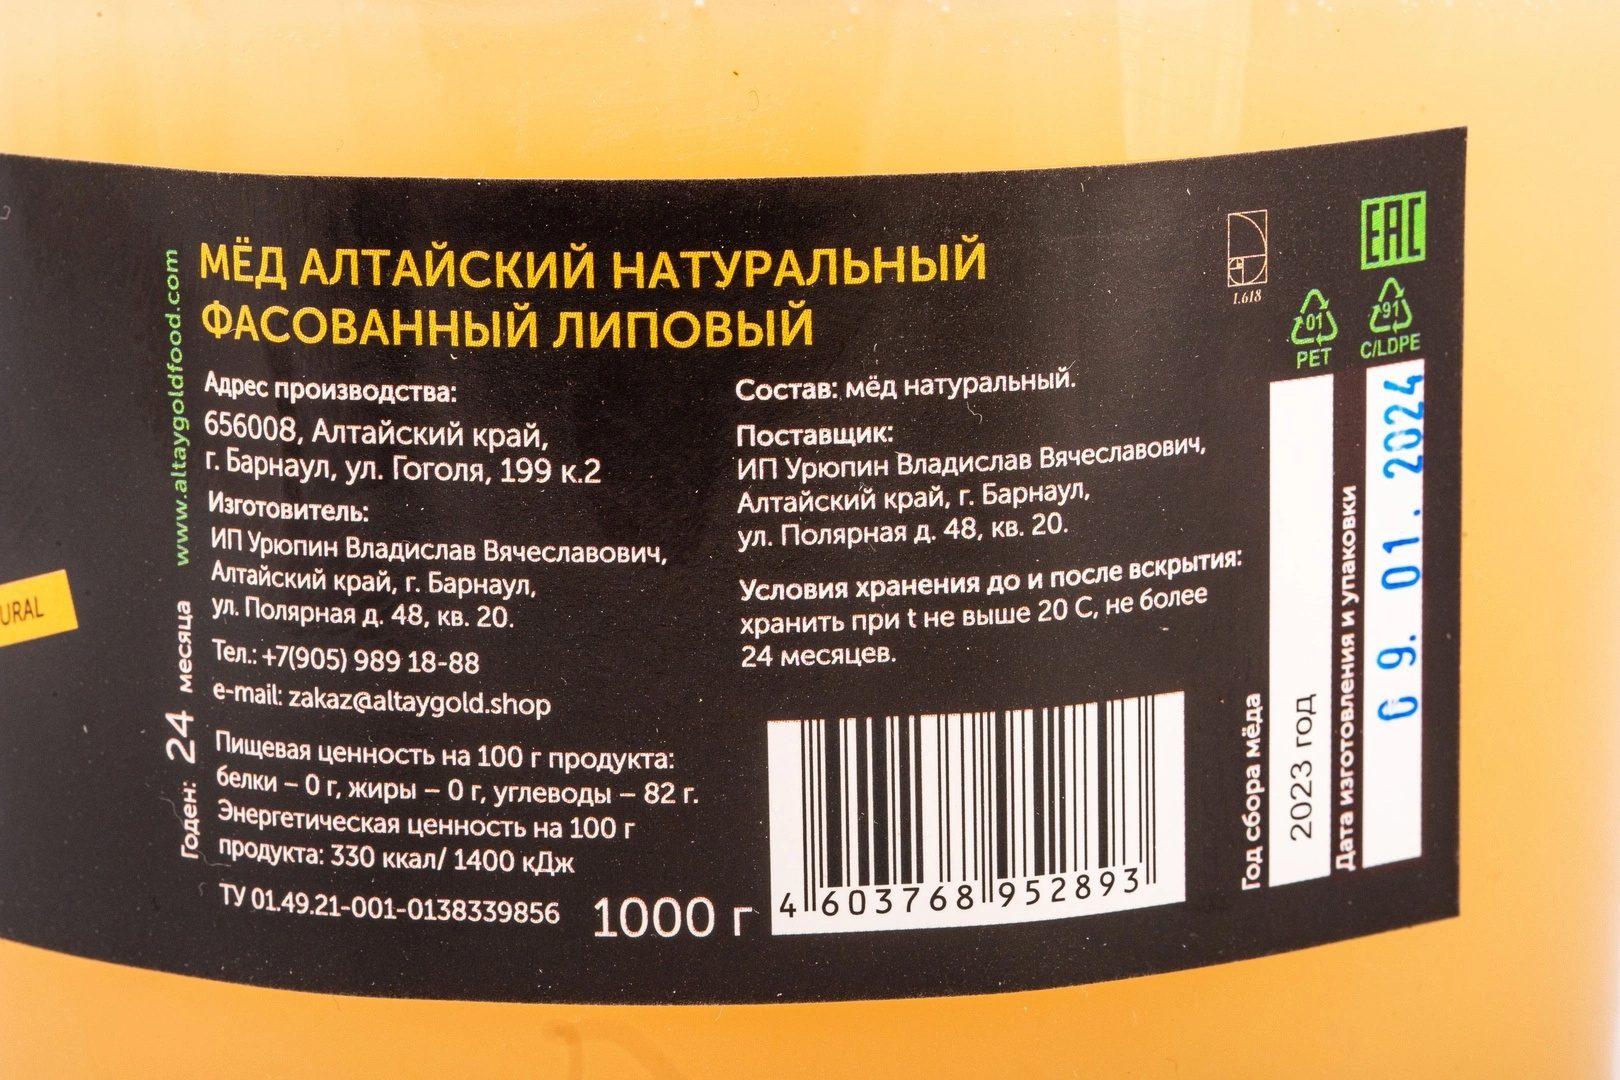 URAL
www.altaygoldfood.com
Годен: 24 месяца
МЁД АЛТАЙСКИЙ НАТУРАЛЬНЫЙ
ФАСОВАННЫЙ ЛИПОВЫЙ
Адрес производства:
656008, Алтайский край,
г. Барнаул, ул. Гоголя, 199 к.2
Изготовитель:
ИП Урюпин Владислав Вячеславович,
Алтайский край, г. Барнаул,
ул. Полярная д. 48, кв. 20.
Тел.: +7(905) 989 18-88
e-mail: zakaz@altaygold.shop
Пищевая ценность на 100 г продукта:
белки – 0 г, жиры – 0 г, углеводы – 82 г.
Энергетическая ценность на 100 г
продукта: 330 ккал/ 1400 кДж
ТУ 01.49.21-001-0138339856
1000 г
Состав: мёд натуральный.
Поставщик:
ИП Урюпин Владислав Вячеславович,
Алтайский край, г. Барнаул,
ул. Полярная д. 48, кв. 20.
Условия хранения до и после вскрытия:
хранить при t не выше 20 С, не более
24 месяцев.
4 603768 952893
1.618
EAC
01
PET
91
C/LDPE
Год сбора мёда
2023 год
Дата изготовления и упаковки
09. 01. 2024